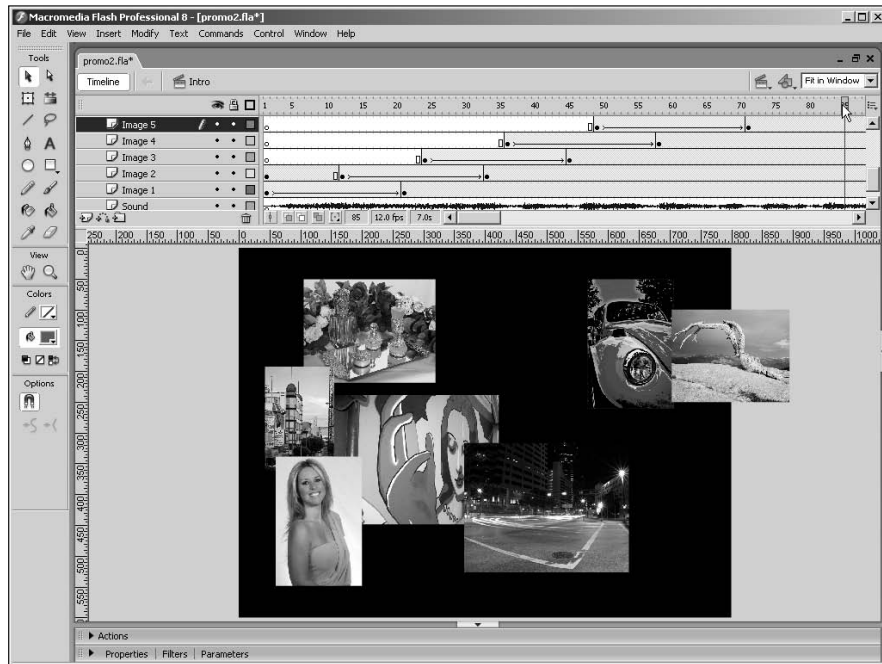 Macromedia Flash Professional 8 - [promo2.fla*]
File Edit View Insert Modify Text Commands Control Window Help
Tools
promo2.fla*
Timeline Intro Fit in Window
1 5 10 15 20 25 30 35 40 45 50 55 60 65 70 75 80 85
Image 5
Image 4
Image 3
Image 2
Image 1
Sound
85 12.0 fps 7.0s
250 200 150 100 50 0 50 100 150 200 250 300 350 400 450 500 550 600 650 700 750 800 850 900 950 1000
View
Colors
Options
A
0
50
100
150
200
250
300
350
400
450
500
550
Actions
Properties Filters Parameters